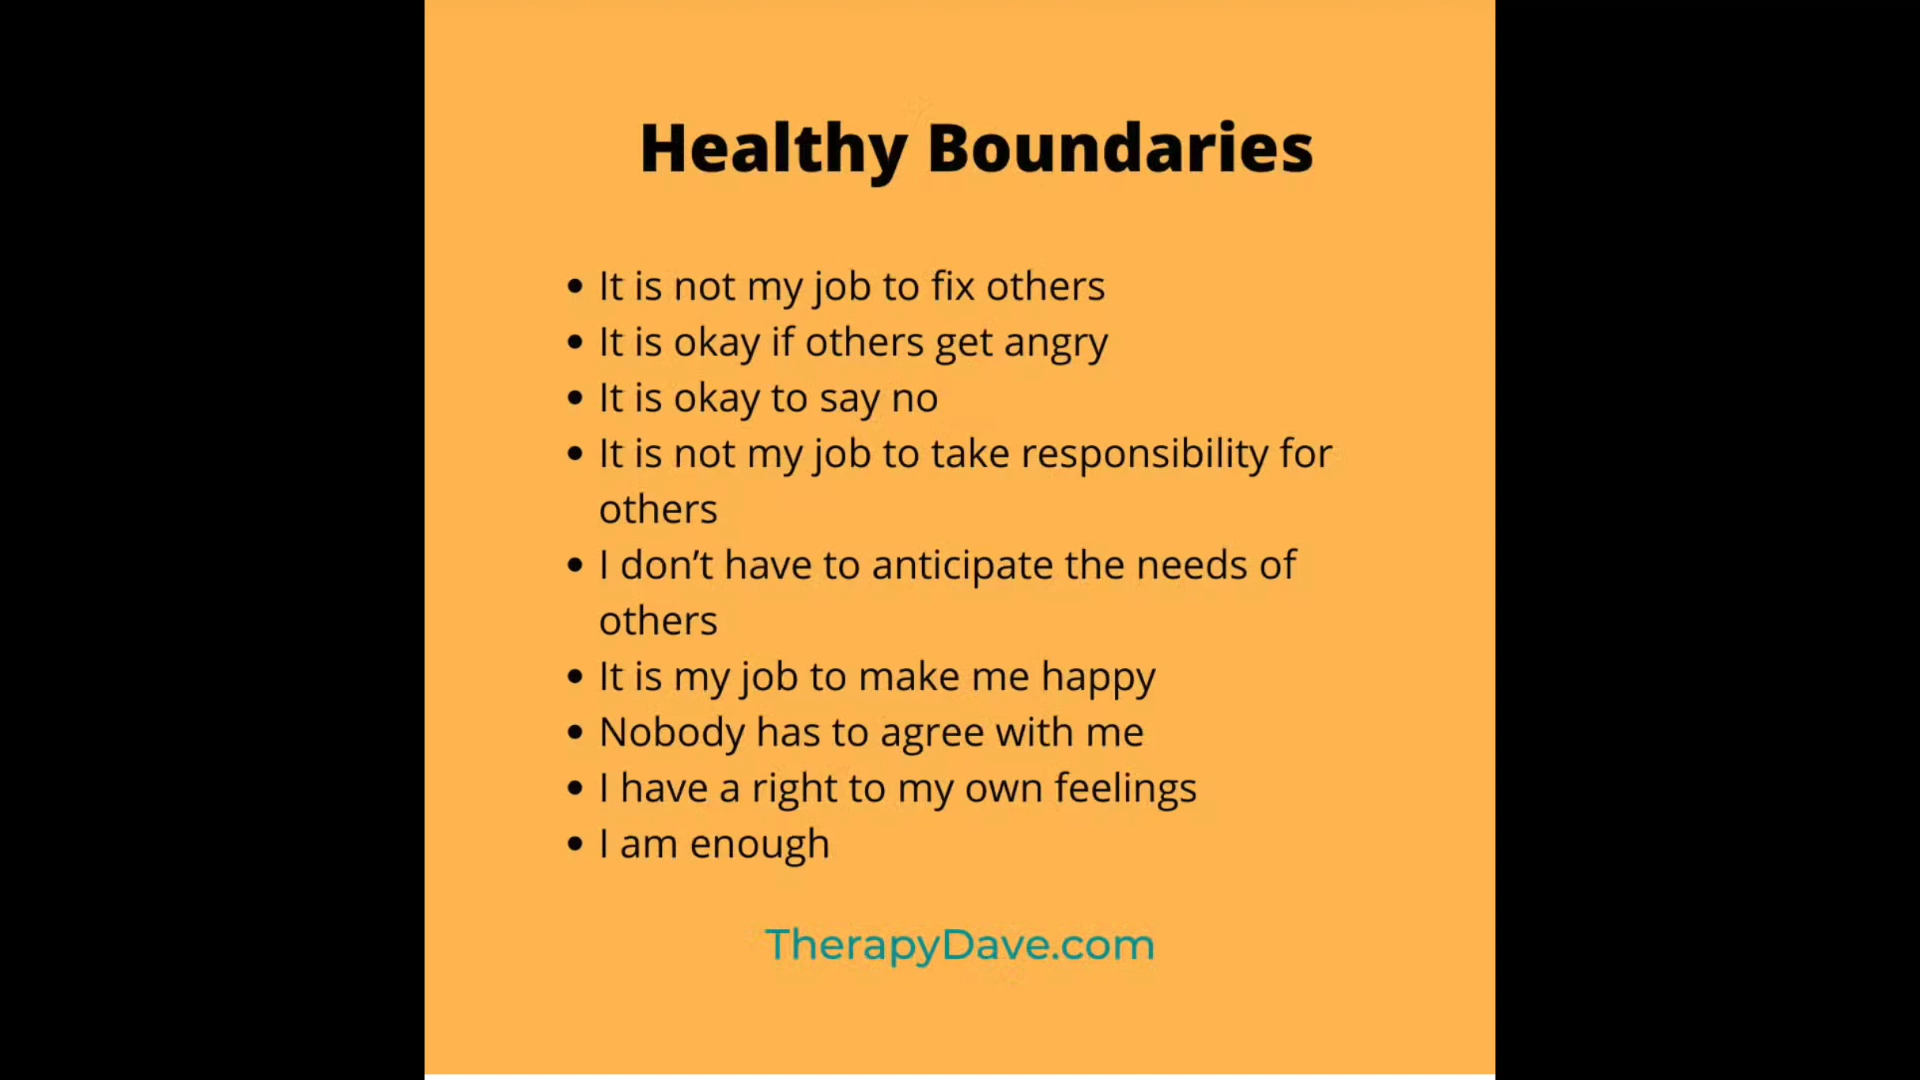 Healthy Boundaries
• It is not my job to fix others
• It is okay if others get angry
• It is okay to say no
• It is not my job to take responsibility for
others
• I don’t have to anticipate the needs of
others
• It is my job to make me happy
• Nobody has to agree with me
• I have a right to my own feelings
• I am enough
TherapyDave.com